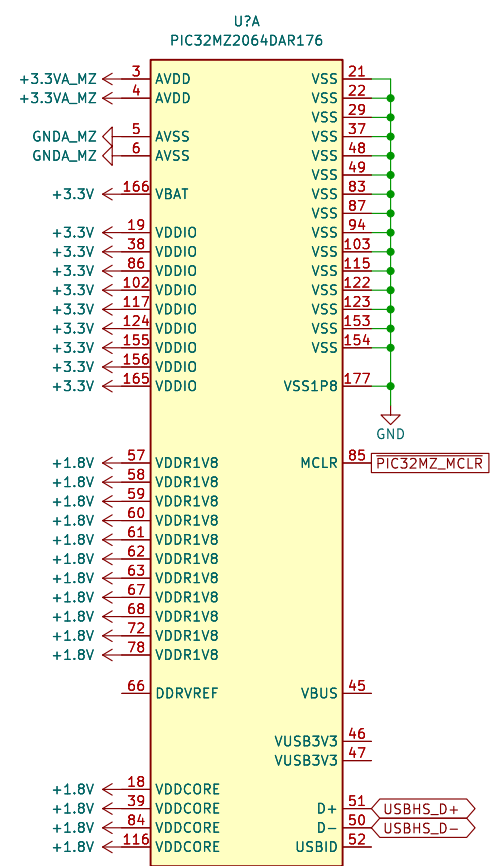 U?A
PIC32MZ2064DAR176
+3.3VA_MZ 3 AVDD VSS 21
+3.3VA_MZ 4 AVDD VSS 22
VSS 29
GNDA_MZ 5 AVSS VSS 37
GNDA_MZ 6 AVSS VSS 48
VSS 49
+3.3V 166 VBAT VSS 83
VSS 87
+3.3V 19 VDDIO VSS 94
+3.3V 38 VDDIO VSS 103
+3.3V 86 VDDIO VSS 115
+3.3V 102 VDDIO VSS 122
+3.3V 117 VDDIO VSS 123
+3.3V 124 VDDIO VSS 153
+3.3V 155 VDDIO VSS 154
+3.3V 156 VDDIO
+3.3V 165 VDDIO VSS1P8 177
GND
+1.8V 57 VDDR1V8 MCLR 85 PIC32MZ_MCLR
+1.8V 58 VDDR1V8
+1.8V 59 VDDR1V8
+1.8V 60 VDDR1V8
+1.8V 61 VDDR1V8
+1.8V 62 VDDR1V8
+1.8V 63 VDDR1V8
+1.8V 67 VDDR1V8
+1.8V 68 VDDR1V8
+1.8V 72 VDDR1V8
+1.8V 78 VDDR1V8
66 DDRVREF VBUS 45
VUSB3V3 46
VUSB3V3 47
+1.8V 18 VDDCORE
+1.8V 39 VDDCORE D+ 51 USBHS_D+
+1.8V 84 VDDCORE D- 50 USBHS_D-
+1.8V 116 VDDCORE USBID 52